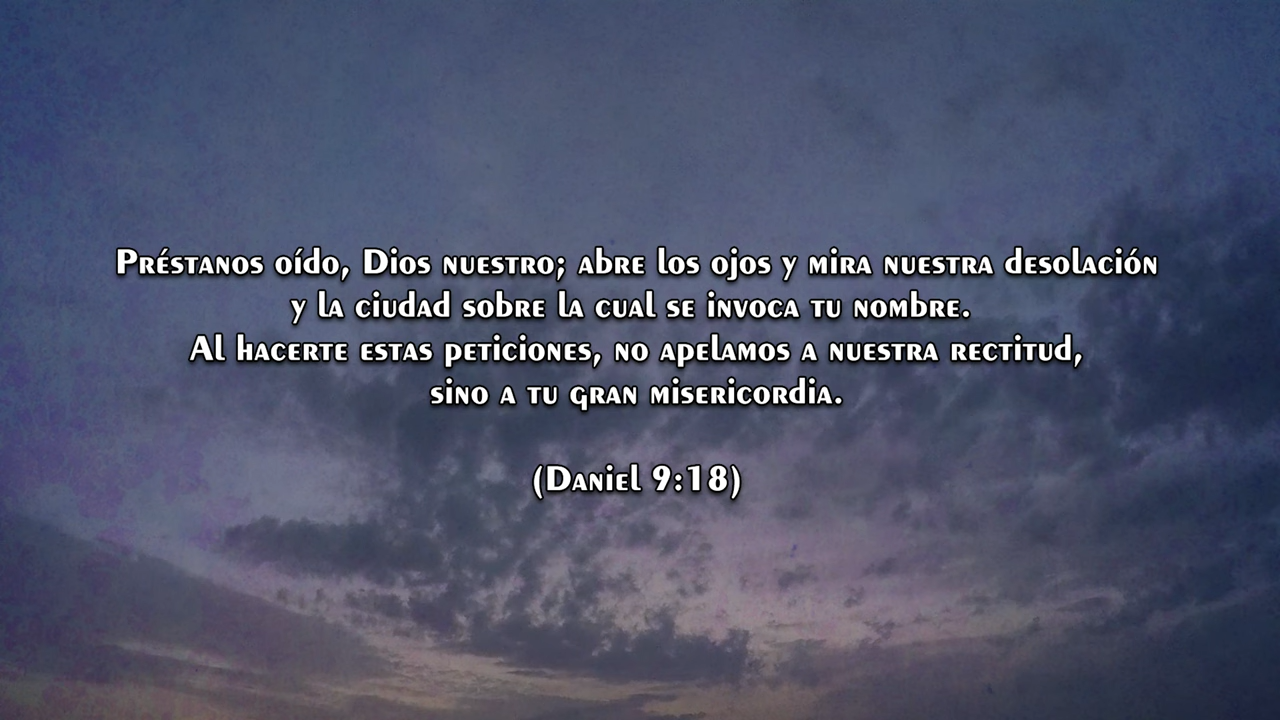 Préstanos oído, Dios nuestro; abre los ojos y mira nuestra desolación
y la ciudad sobre la cual se invoca tu nombre.
Al hacerte estas peticiones, no apelamos a nuestra rectitud,
sino a tu gran misericordia.
(Daniel 9:18)